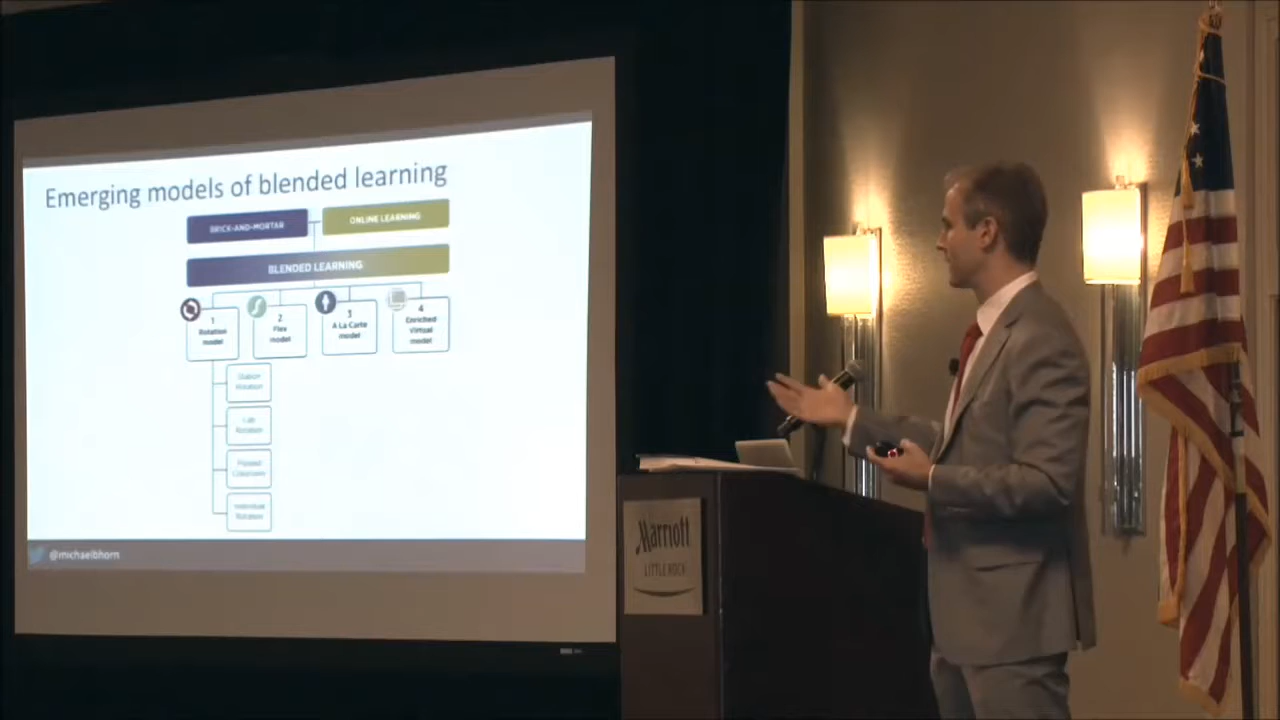 Emerging models of blended learning
BRICK-AND-MORTAR
ONLINE LEARNING
BLENDED LEARNING
1
Rotation
model
2
Flex
model
3
A La Carte
model
4
Enriched
Virtual
model
Station
Rotation
Lab
Rotation
Flipped
Classroom
Individual
Rotation
@michaelbhorn
Marriott
LITTLE ROCK